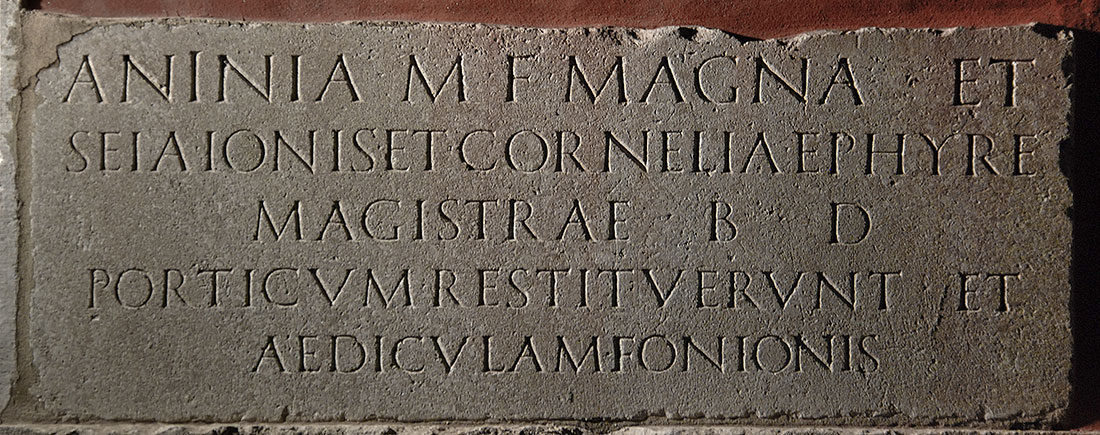 ANINIA M F MAGNA ET
SEIA·IONIS·ET·CORNELIA EPHYRE
MAGISTRAE B D
PORTICVM·RESTITVERVNT ET
AEDICVLAM·FONIONIS